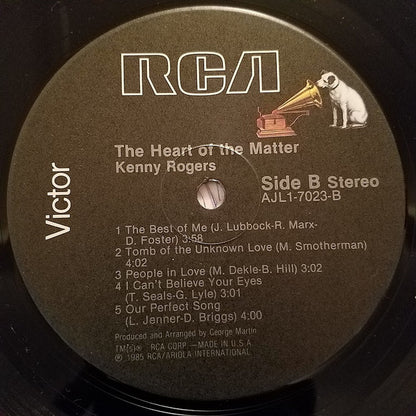 RCA
Victor
The Heart of the Matter
Kenny Rogers
Side B Stereo
AJL1-7023-B
1 The Best of Me (J. Lubbock-R. Marx-
D. Foster) 3:58
2 Tomb of the Unknown Love (M. Smotherman)
4:02
3 People in Love (M. Dekle-B. Hill) 3:02
4 I Can't Believe Your Eyes
(T. Seals-G. Lyle) 3:01
5 Our Perfect Song
(L. Jenner-D. Briggs) 4:00
Produced and Arranged by George Martin
TM(s)® RCA CORP.—MADE IN U.S.A.
℗ 1985 RCA/ARIOLA INTERNATIONAL